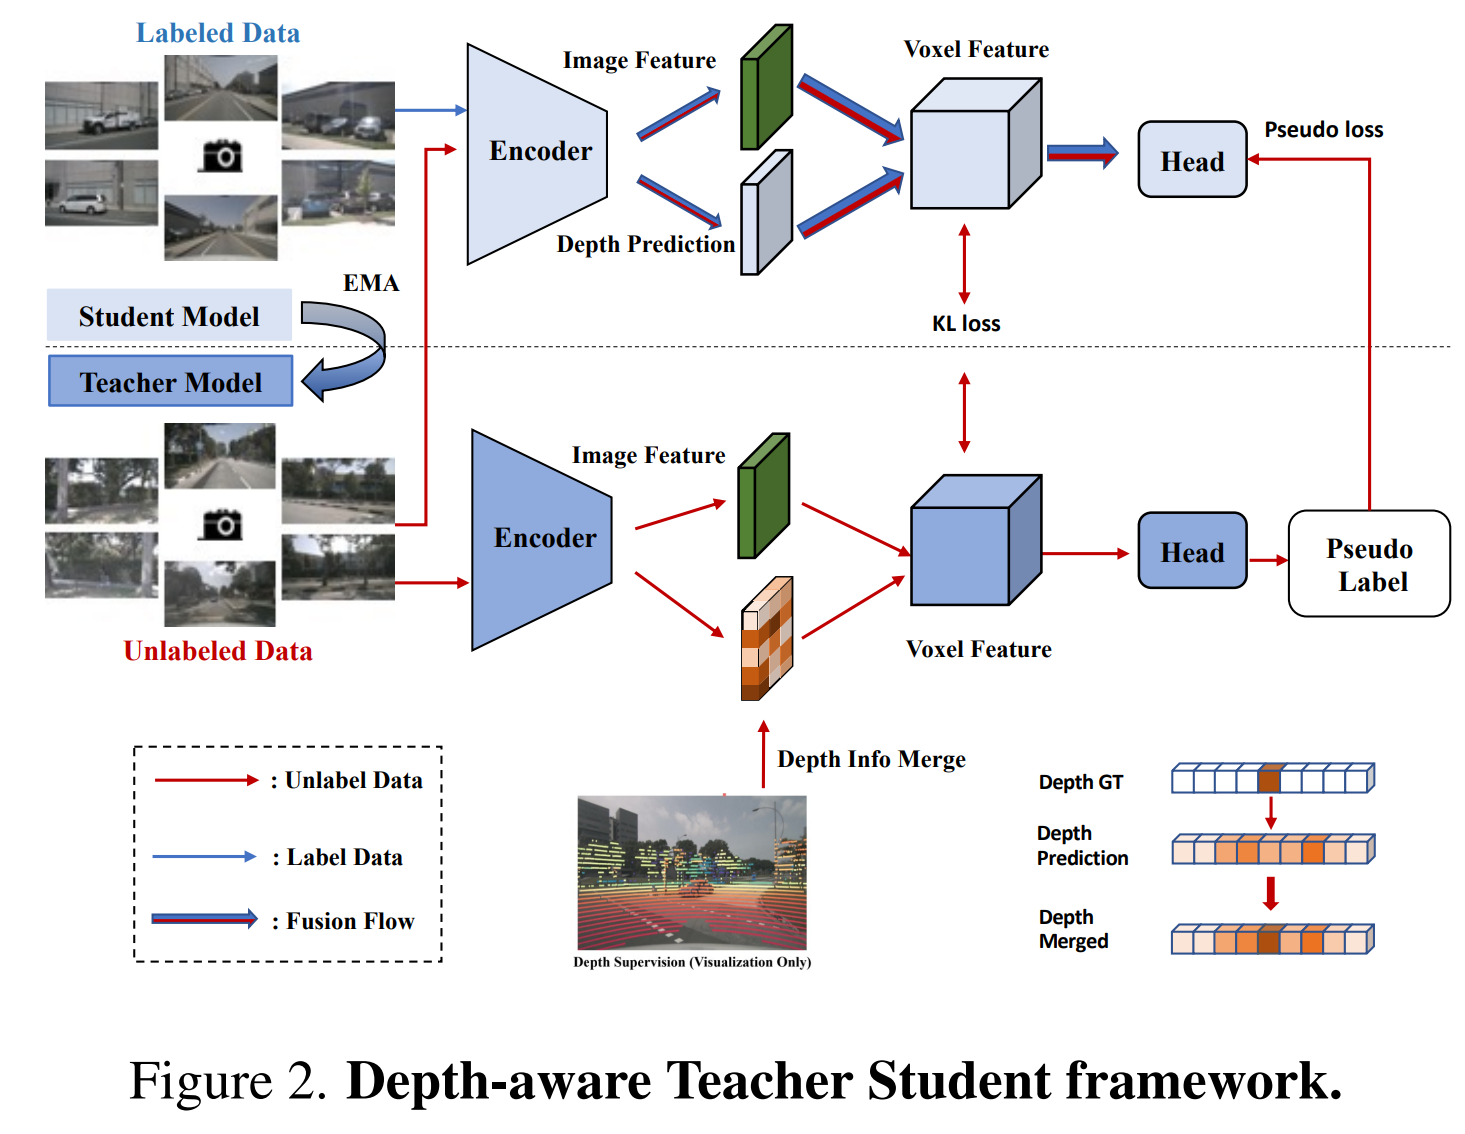 Labeled Data
Image Feature
Voxel Feature
Encoder
Head
Pseudo loss
Depth Prediction
EMA
Student Model
KL loss
Teacher Model
Image Feature
Encoder
Head
Pseudo
Label
Unlabeled Data
Voxel Feature
Depth Info Merge
: Unlabel Data
: Label Data
: Fusion Flow
Depth Supervision (Visualization Only)
Depth GT
Depth
Prediction
Depth
Merged
Figure 2. Depth-aware Teacher Student framework.